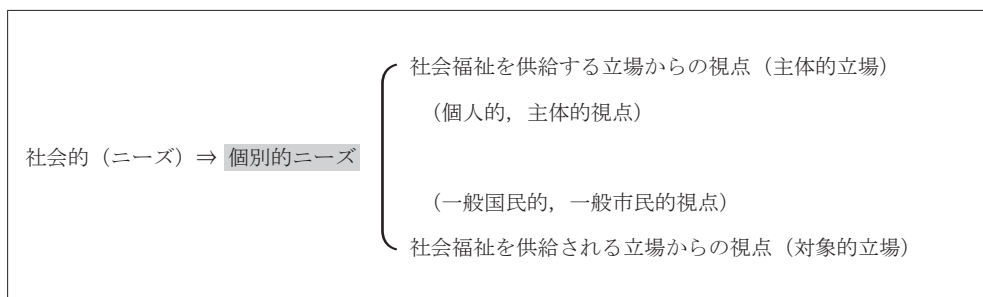 社会福祉を供給する立場からの視点（主体的立場）
（個人的，主体的視点）
社会的（ニーズ）⇒ 個別的ニーズ
（一般国民的，一般市民的視点）
社会福祉を供給される立場からの視点（対象的立場）